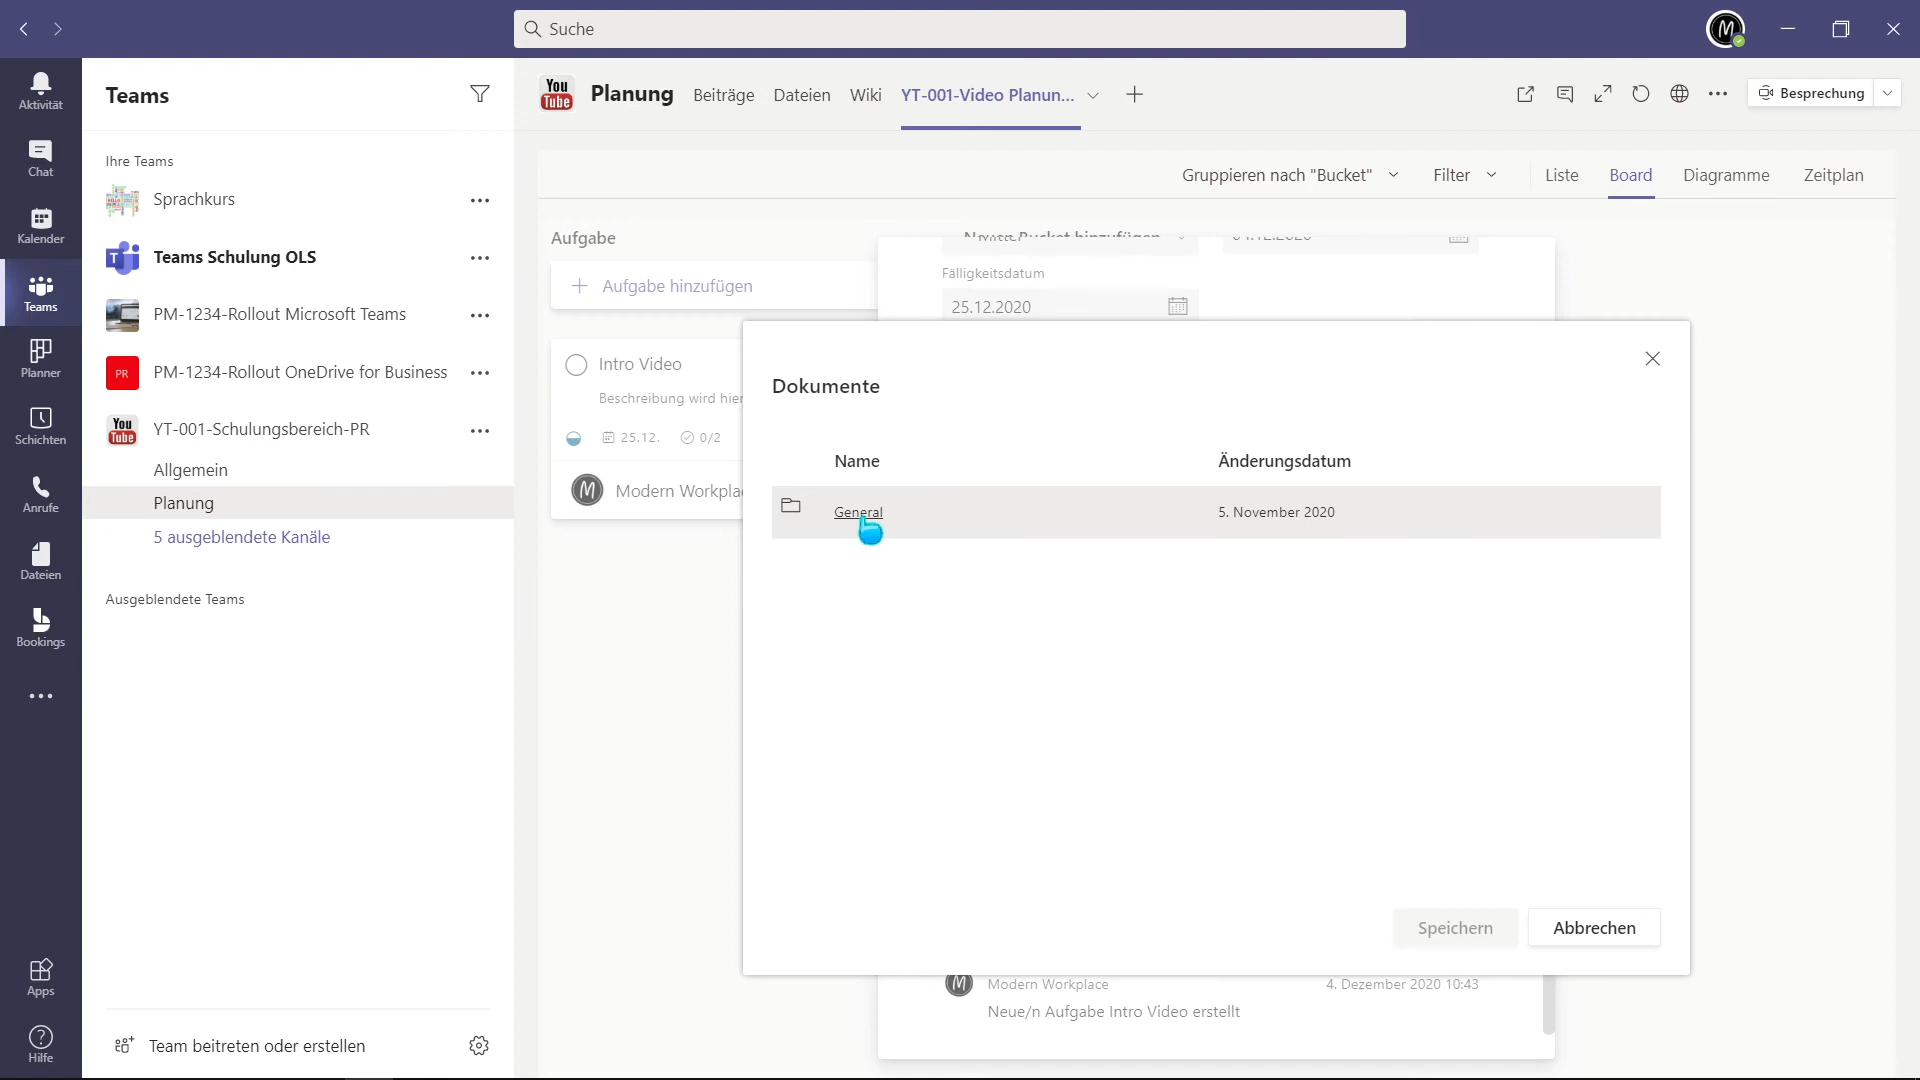 Suche
M
Aktivität
Chat
Kalender
Teams
Planner
Schichten
Anrufe
Dateien
Bookings
Apps
Hilfe
Teams
Ihre Teams
Sprachkurs
Teams Schulung OLS
PM-1234-Rollout Microsoft Teams
PR PM-1234-Rollout OneDrive for Business
You Tube YT-001-Schulungsbereich-PR
Allgemein
Planung
5 ausgeblendete Kanäle
Ausgeblendete Teams
Team beitreten oder erstellen
You Tube Planung Beiträge Dateien Wiki YT-001-Video Planun... Besprechung
Gruppieren nach "Bucket" Filter Liste Board Diagramme Zeitplan
Aufgabe
Aufgabe hinzufügen
Intro Video
Beschreibung wird hier
25.12. 0/2
M Modern Workpla
Fälligkeitsdatum
25.12.2020
Dokumente
Name Änderungsdatum
General 5. November 2020
Speichern Abbrechen
M Modern Workplace 4. Dezember 2020 10:43
Neue/n Aufgabe Intro Video erstellt